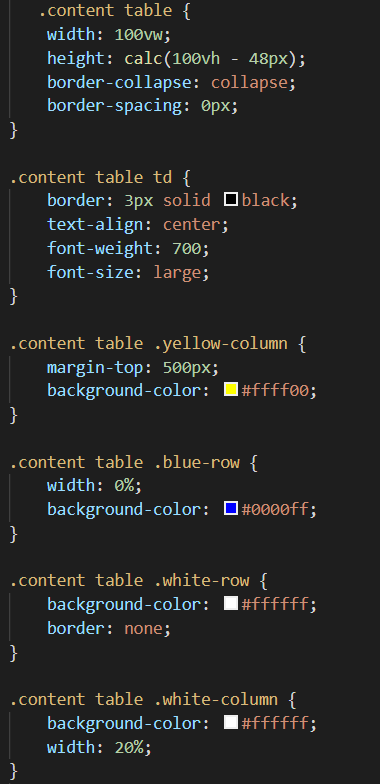 .content table {
width: 100vw;
height: calc(100vh - 48px);
border-collapse: collapse;
border-spacing: 0px;
}
.content table td {
border: 3px solid black;
text-align: center;
font-weight: 700;
font-size: large;
}
.content table .yellow-column {
margin-top: 500px;
background-color: #ffff00;
}
.content table .blue-row {
width: 0%;
background-color: #0000ff;
}
.content table .white-row {
background-color: #ffffff;
border: none;
}
.content table .white-column {
background-color: #ffffff;
width: 20%;
}